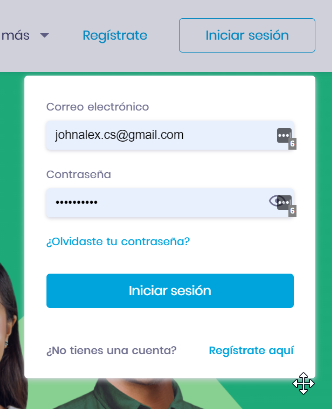 más Regístrate Iniciar sesión
Correo electrónico
johnalex.cs@gmail.com
6
Contraseña
••••••••••
6
¿Olvidaste tu contraseña?
Iniciar sesión
¿No tienes una cuenta? Regístrate aquí